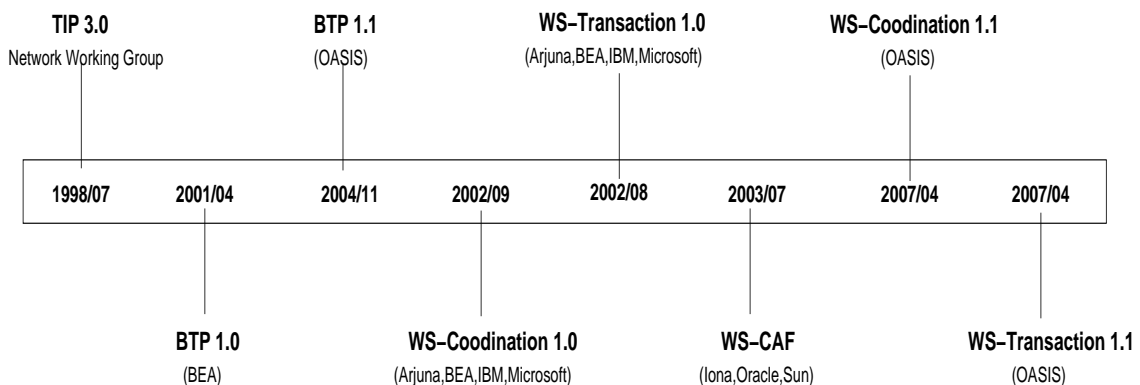 TIP 3.0
Network Working Group
BTP 1.1
(OASIS)
WS–Transaction 1.0
(Arjuna,BEA,IBM,Microsoft)
WS–Coodination 1.1
(OASIS)
1998/07
2001/04
2004/11
2002/09
2002/08
2003/07
2007/04
2007/04
BTP 1.0
(BEA)
WS–Coodination 1.0
(Arjuna,BEA,IBM,Microsoft)
WS–CAF
(Iona,Oracle,Sun)
WS–Transaction 1.1
(OASIS)